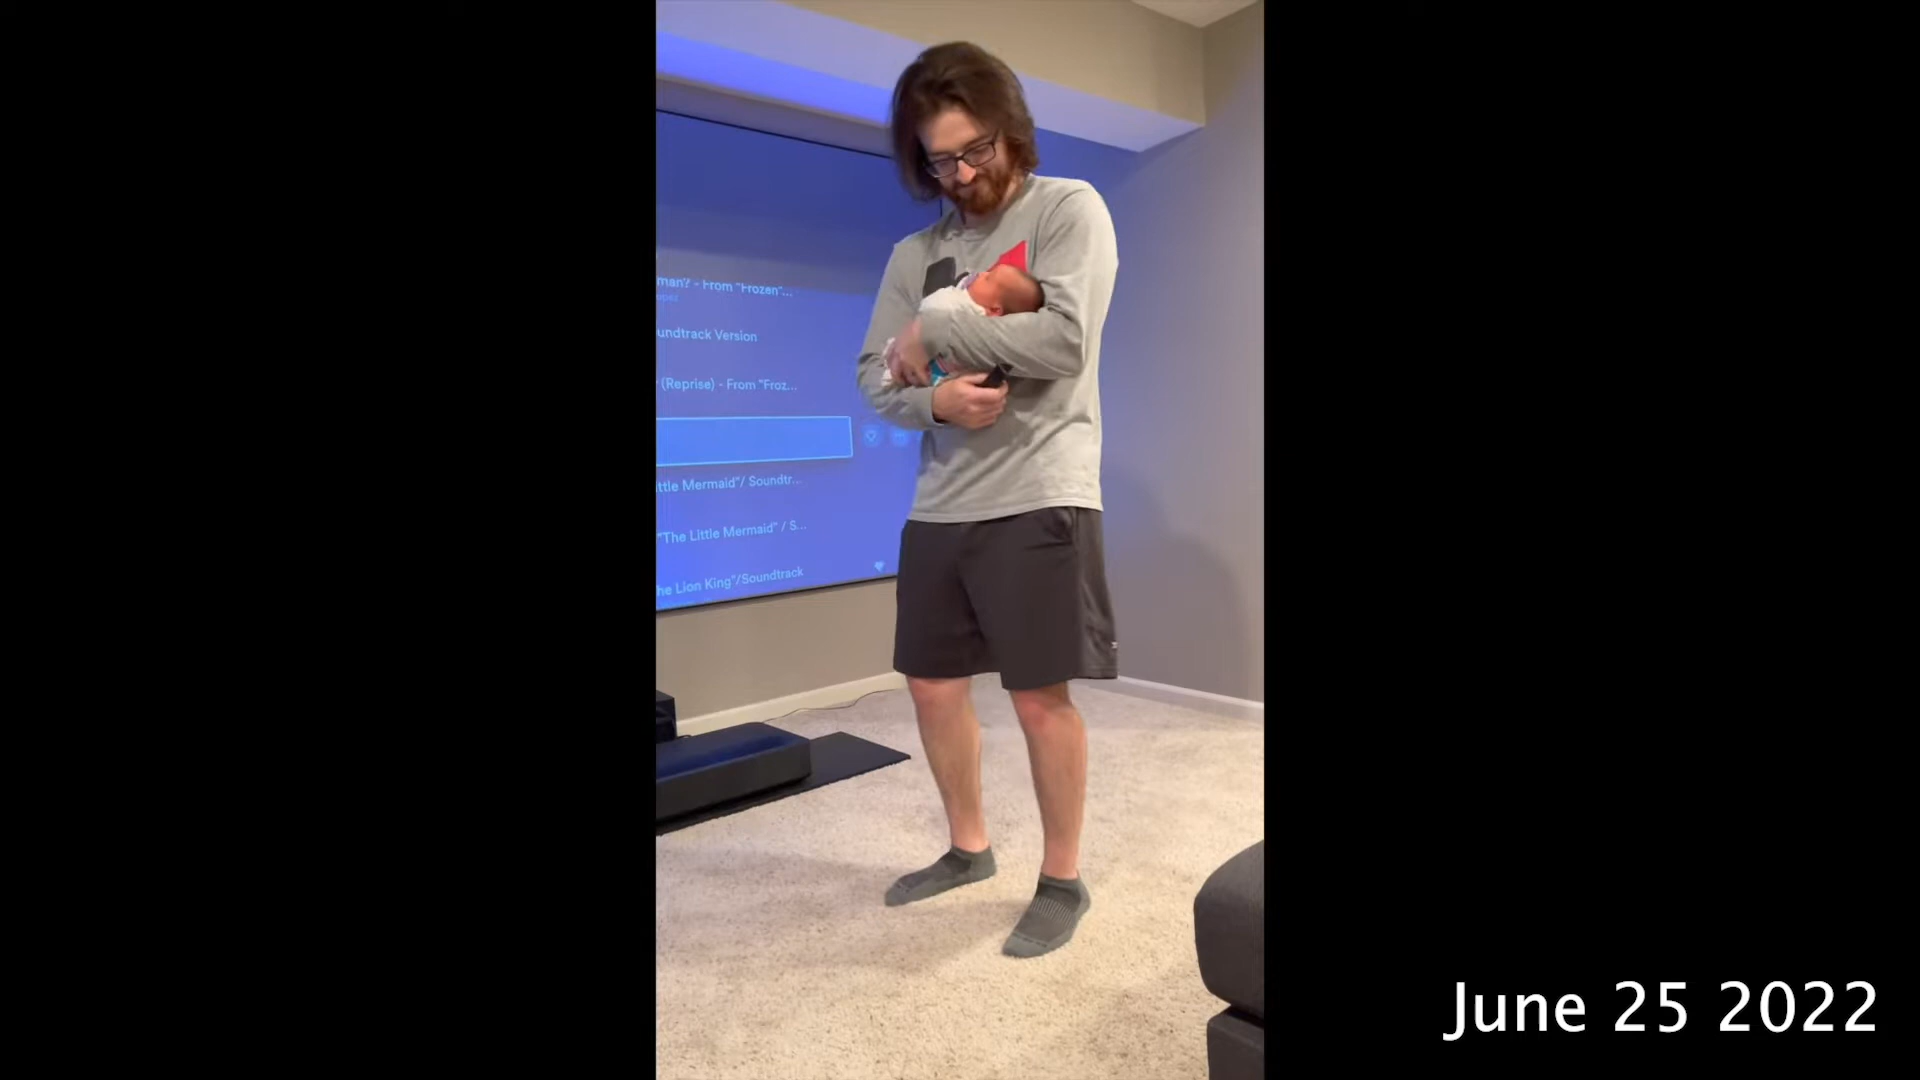 man? - From "Frozen"...
opez
undtrack Version
(Reprise) - From "Froz...
ittle Mermaid"/ Soundtr...
"The Little Mermaid" / S...
he Lion King"/Soundtrack
June 25 2022